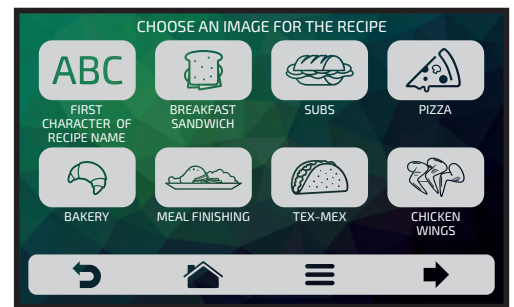 CHOOSE AN IMAGE FOR THE RECIPE
ABC
FIRST
CHARACTER OF
RECIPE NAME
BREAKFAST
SANDWICH
SUBS
PIZZA
BAKERY
MEAL FINISHING
TEX-MEX
CHICKEN
WINGS